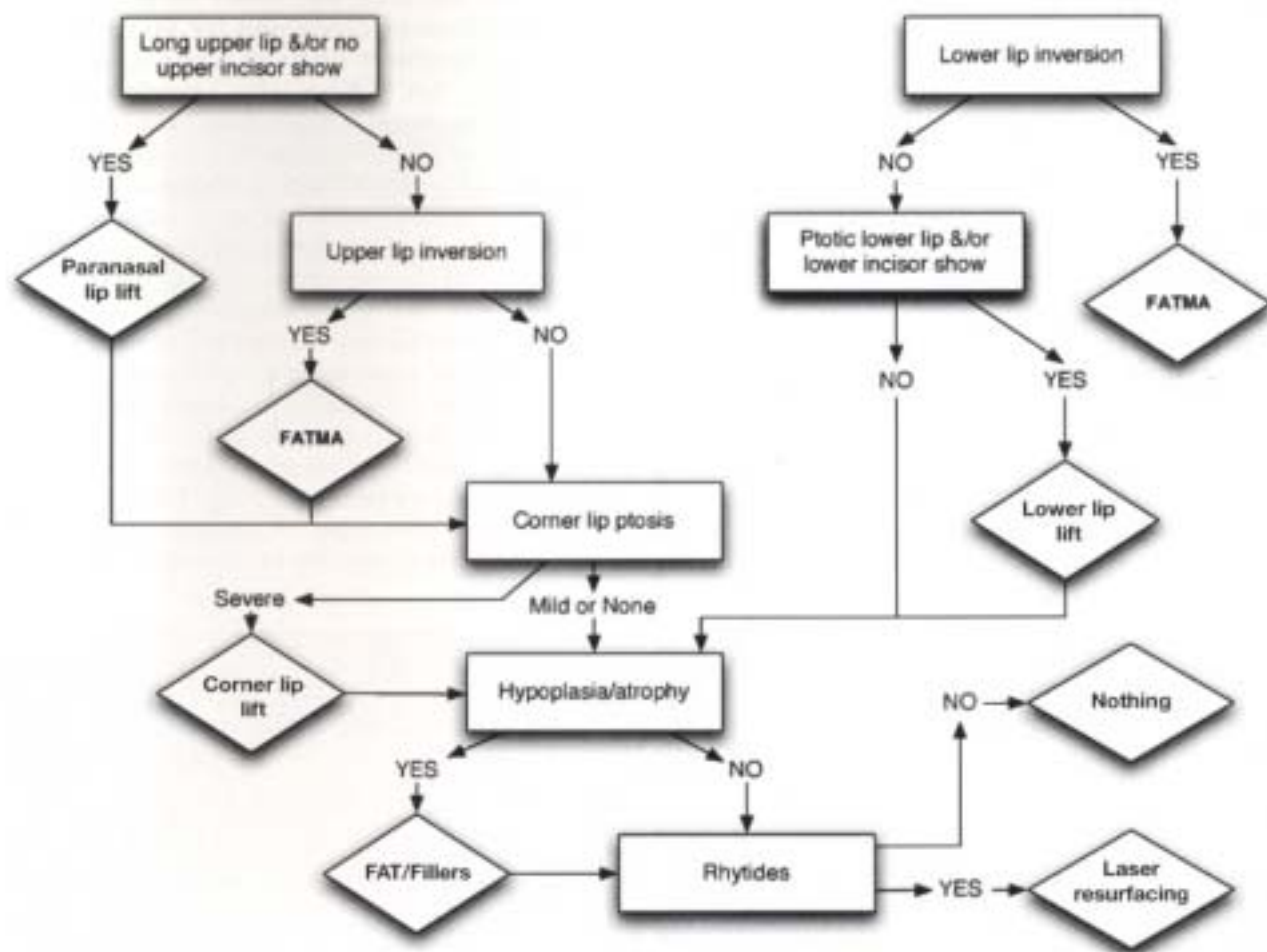 Long upper lip &/or no
upper incisor show
Lower lip inversion
YES
NO
NO
YES
Paranasal
lip lift
Upper lip inversion
Ptotic lower lip &/or
lower incisor show
FATMA
YES
NO
NO
YES
FATMA
Corner lip ptosis
Lower lip
lift
Severe
Mild or None
Corner lip
lift
Hypoplasia/atrophy
NO
Nothing
YES
NO
FAT/Fillers
Rhytides
YES
Laser
resurfacing